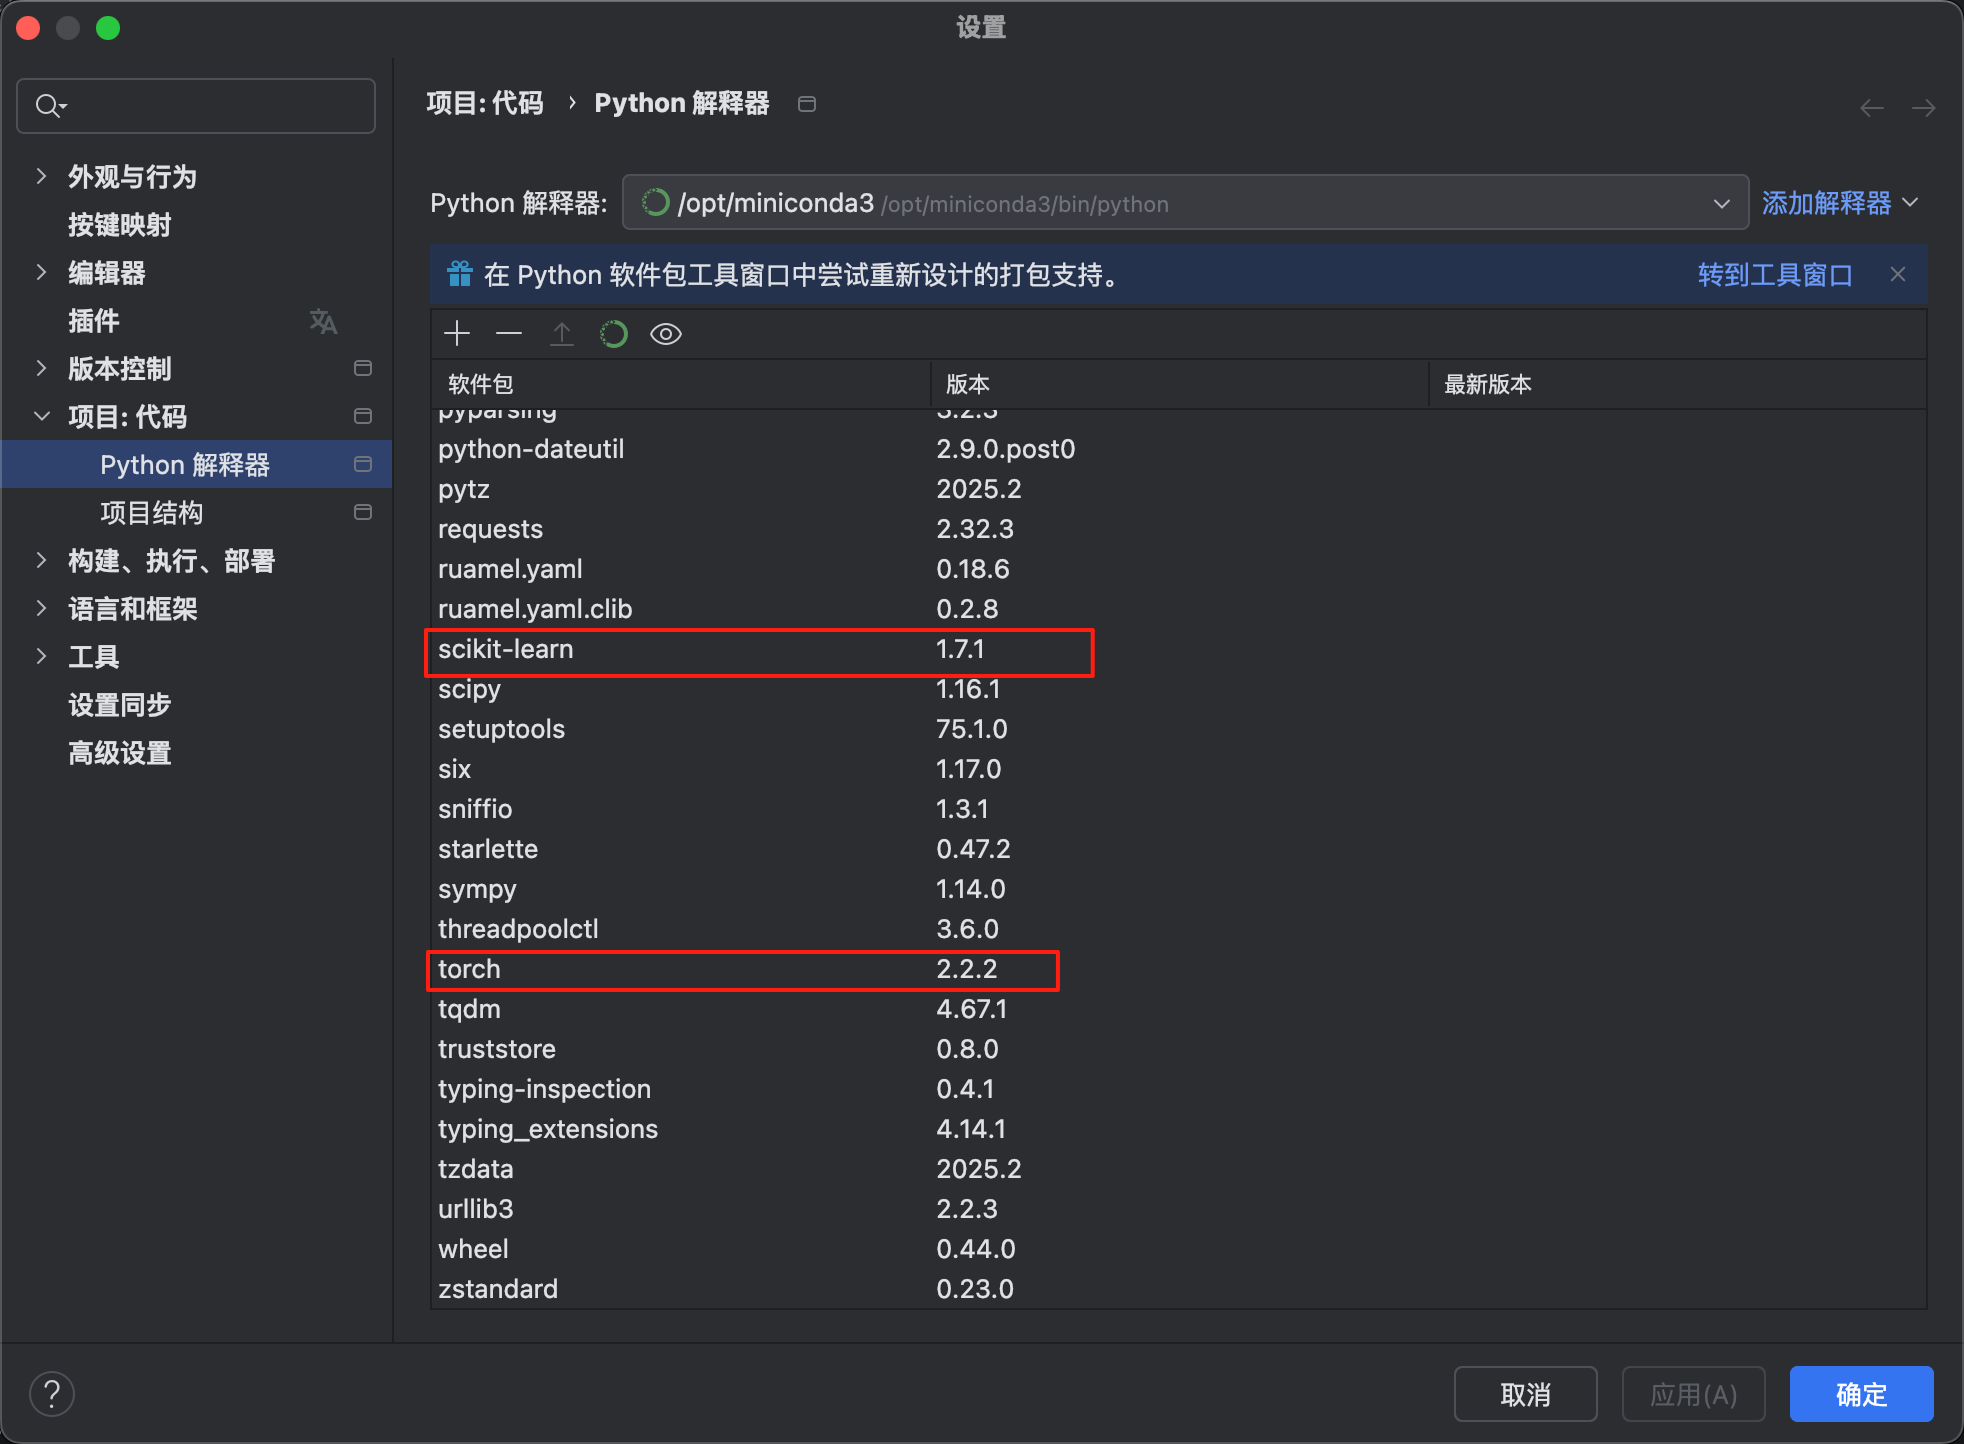 设置
项目: 代码 › Python 解释器
外观与行为
按键映射
编辑器
插件
版本控制
项目: 代码
Python 解释器
项目结构
构建、执行、部署
语言和框架
工具
设置同步
高级设置
Python 解释器: /opt/miniconda3 /opt/miniconda3/bin/python 添加解释器
在 Python 软件包工具窗口中尝试重新设计的打包支持。 转到工具窗口
软件包 版本 最新版本
pyparsing 3.2.3
python-dateutil 2.9.0.post0
pytz 2025.2
requests 2.32.3
ruamel.yaml 0.18.6
ruamel.yaml.clib 0.2.8
scikit-learn 1.7.1
scipy 1.16.1
setuptools 75.1.0
six 1.17.0
sniffio 1.3.1
starlette 0.47.2
sympy 1.14.0
threadpoolctl 3.6.0
torch 2.2.2
tqdm 4.67.1
truststore 0.8.0
typing-inspection 0.4.1
typing_extensions 4.14.1
tzdata 2025.2
urllib3 2.2.3
wheel 0.44.0
zstandard 0.23.0
? 取消 应用(A) 确定